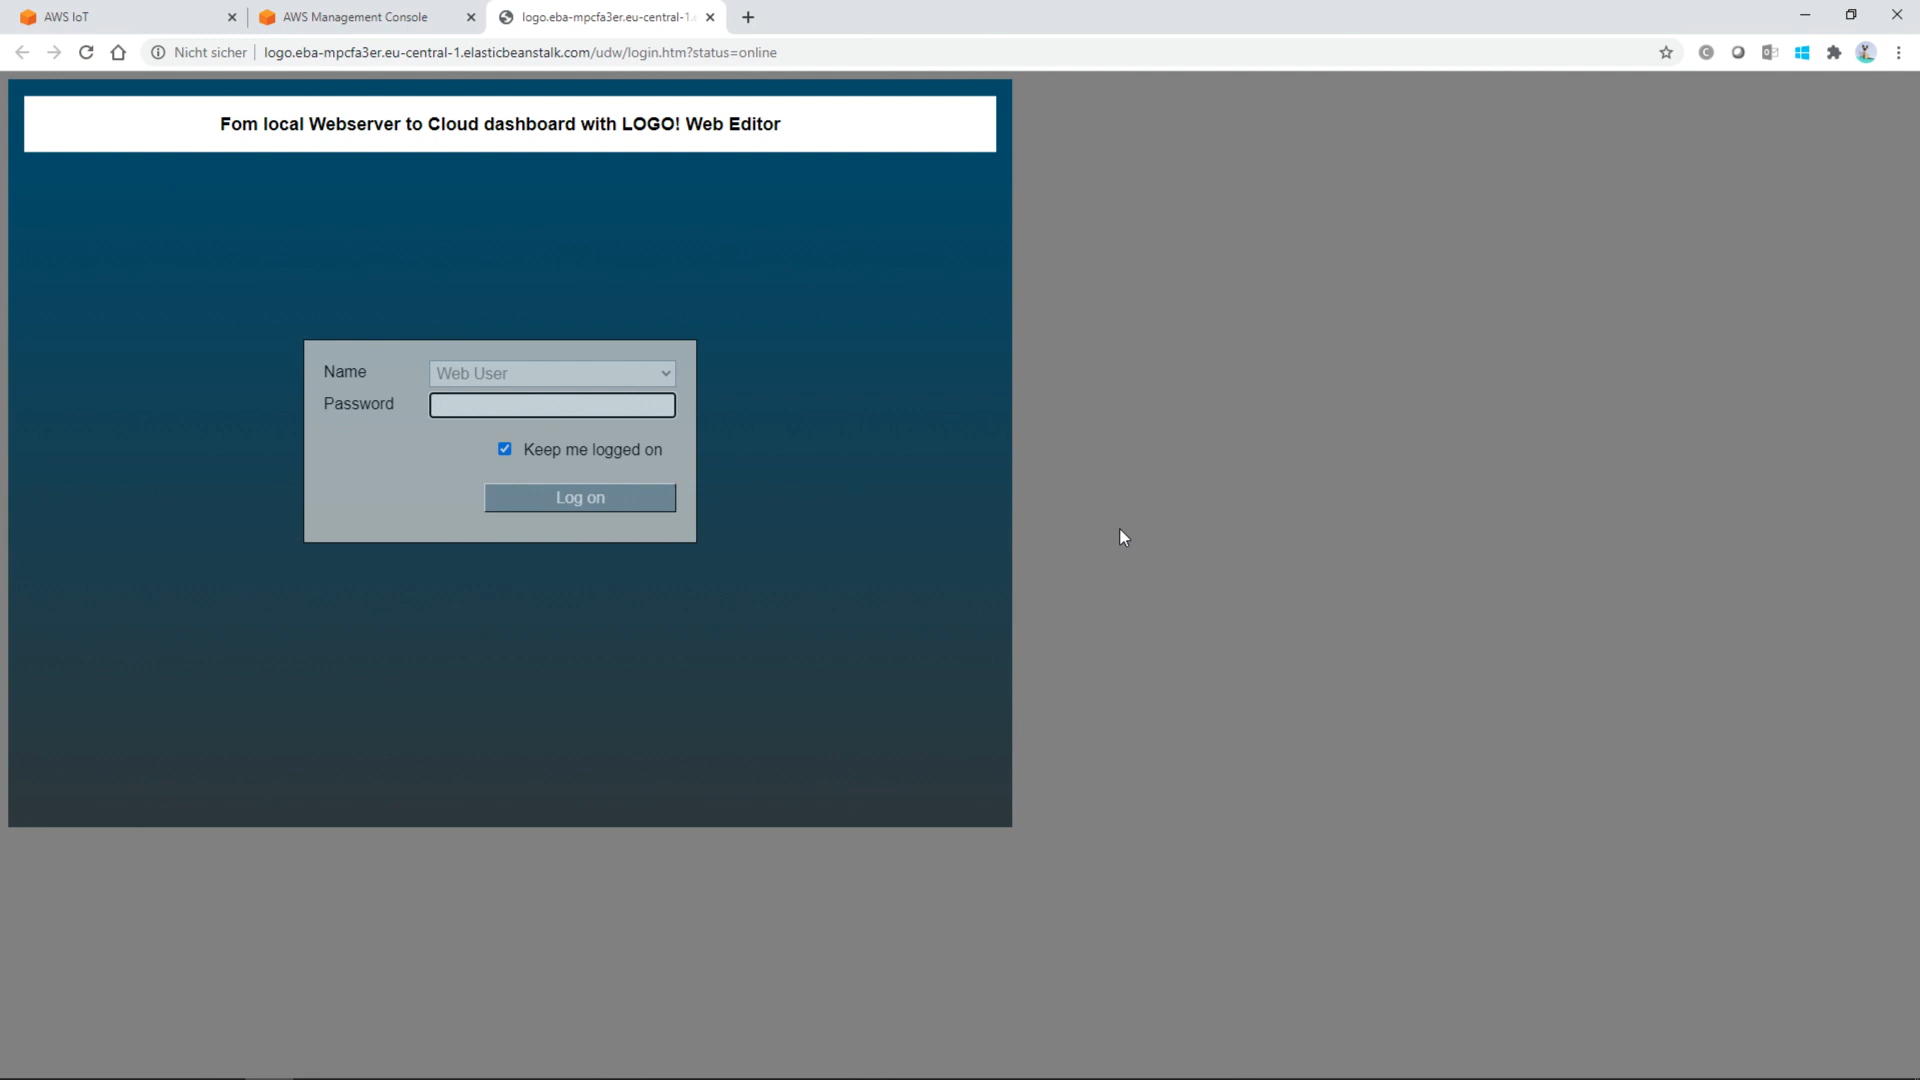 AWS IoT
AWS Management Console
logo.eba-mpcfa3er.eu-central-1.
Nicht sicher
logo.eba-mpcfa3er.eu-central-1.elasticbeanstalk.com/udw/login.htm?status=online
Fom local Webserver to Cloud dashboard with LOGO! Web Editor
Name
Web User
Password
Keep me logged on
Log on